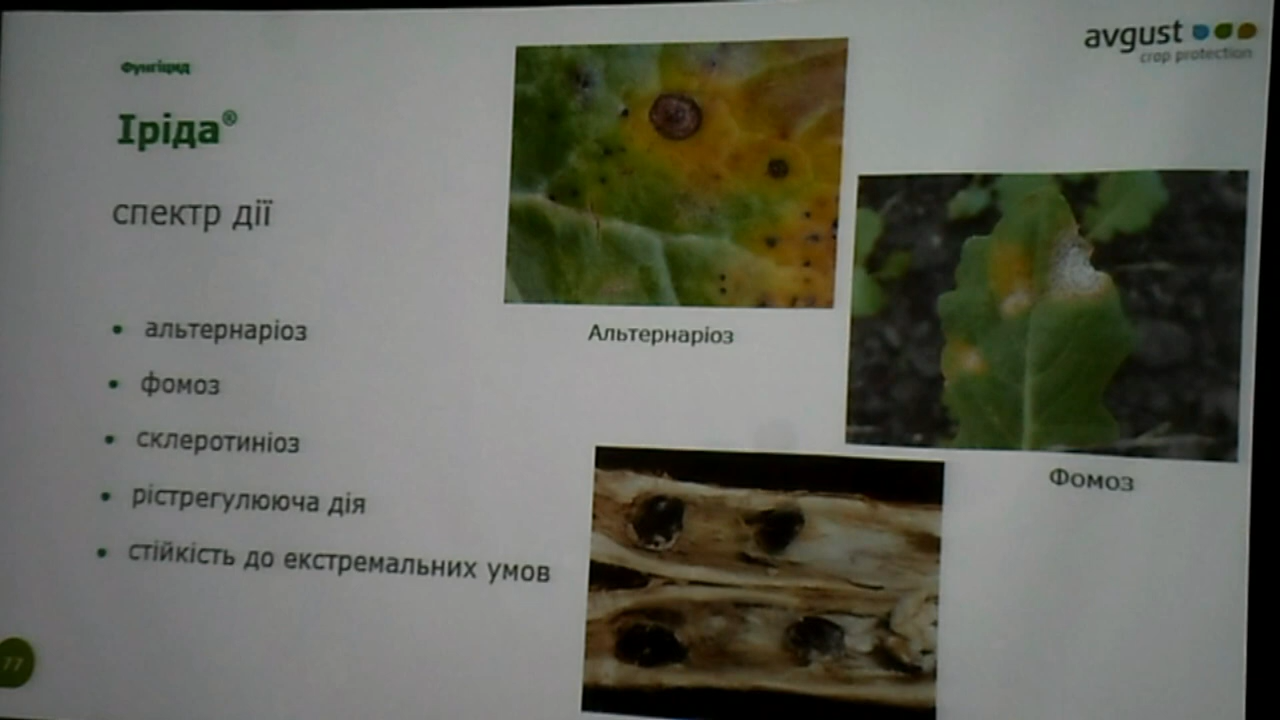 Фунгіцид
Іріда®
спектр дії
• альтернаріоз
• фомоз
• склеротиніоз
• рістрегулююча дія
• стійкість до екстремальних умов
77
avgust
crop protection
Альтернаріоз
Фомоз